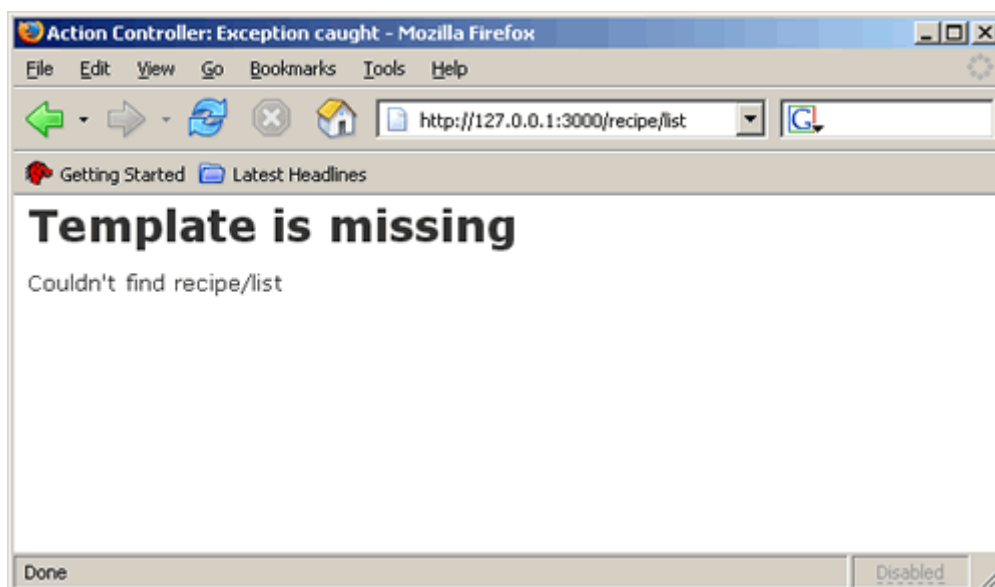 Action Controller: Exception caught - Mozilla Firefox
File Edit View Go Bookmarks Tools Help
http://127.0.0.1:3000/recipe/list G
Getting Started Latest Headlines
Template is missing
Couldn't find recipe/list
Done Disabled